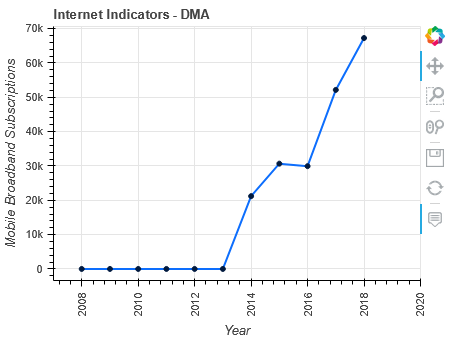 Internet Indicators - DMA
Mobile Broadband Subscriptions
70k
60k
50k
40k
30k
20k
10k
0
2008
2010
2012
2014
2016
2018
2020
Year